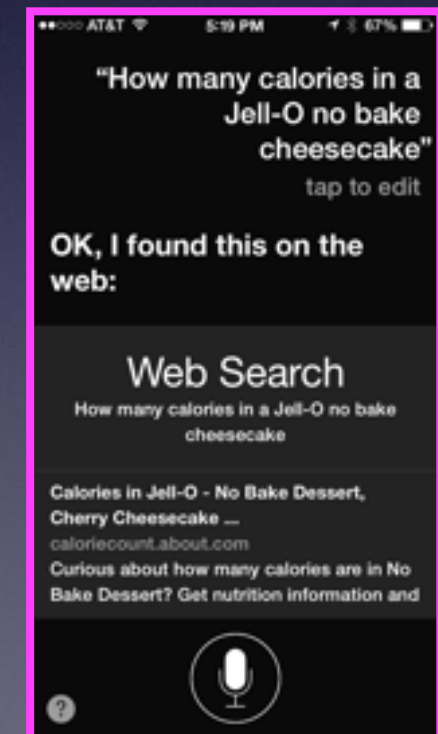 AT&T 5:19 PM 67%
“How many calories in a
Jell-O no bake
cheesecake”
tap to edit
OK, I found this on the
web:
Web Search
How many calories in a Jell-O no bake
cheesecake
Calories in Jell-O - No Bake Dessert,
Cherry Cheesecake ...
caloriecount.about.com
Curious about how many calories are in No
Bake Dessert? Get nutrition information and
?